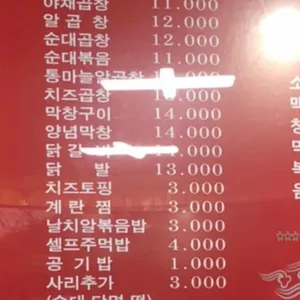 야채곱창 11.000
알곱창 12.000
순대곱창 12.000
순대볶음 11.000
통마늘알곱창
치즈곱창 .000
막창구이 14.000
양념막창 14.000
닭갈
닭발 13.000
치즈토핑 3.000
계란찜 3.000
날치알볶음밥 3.000
셀프주먹밥 4.000
공기밥 1.000
사리추가 3.000